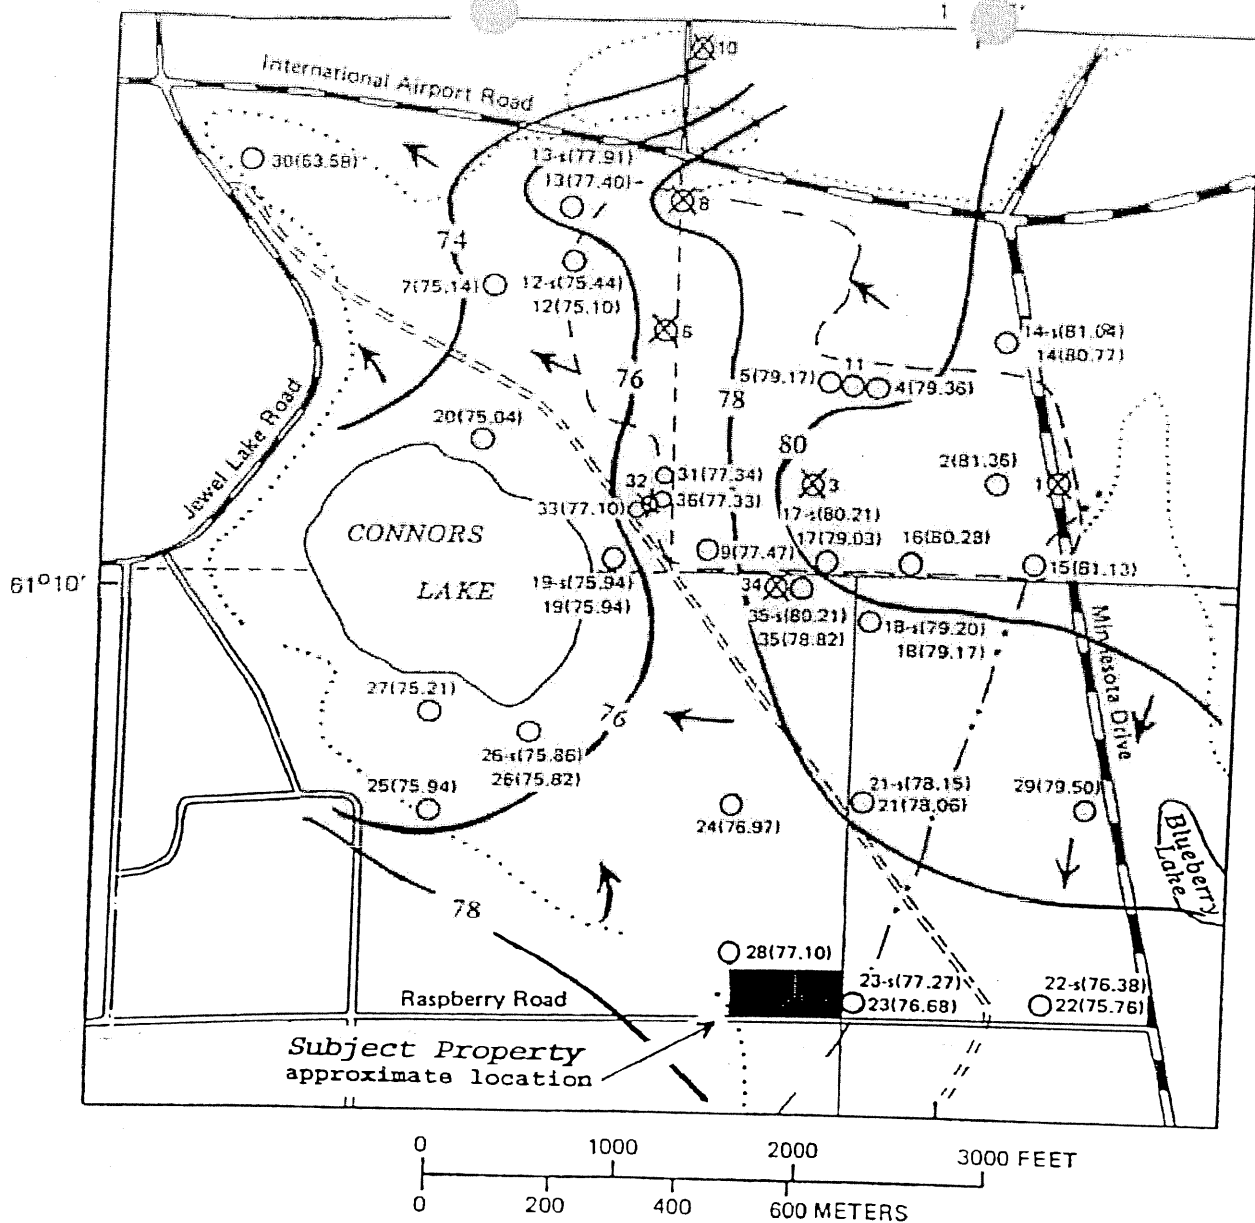 10
International Airport Road
13-s(77.91)
13(77.40)
30(63.58)
8
74
7(75.14)
12-s(75.44)
12(75.10)
6
14-s(81.04)
14(80.77)
76
78
5(79.17)
11
4(79.36)
Jewel Lake Road
20(75.04)
80
2(81.36)
1
3
32
31(77.34)
36(77.33)
33(77.10)
17-s(80.21)
17(79.03)
16(80.28)
9(77.47)
15(81.13)
CONNORS
LAKE
61°10'
19-s(75.94)
19(75.94)
34
35-s(80.21)
35(78.82)
18-s(79.20)
18(79.17)
Minnesota Drive
27(75.21)
76
26-s(75.86)
26(75.82)
25(75.94)
24(76.97)
21-s(78.15)
21(78.06)
29(79.50)
Blueberry
Lake
78
28(77.10)
23-s(77.27)
23(76.68)
22-s(76.38)
22(75.76)
Raspberry Road
Subject Property
approximate location
0 1000 2000 3000 FEET
0 200 400 600 METERS